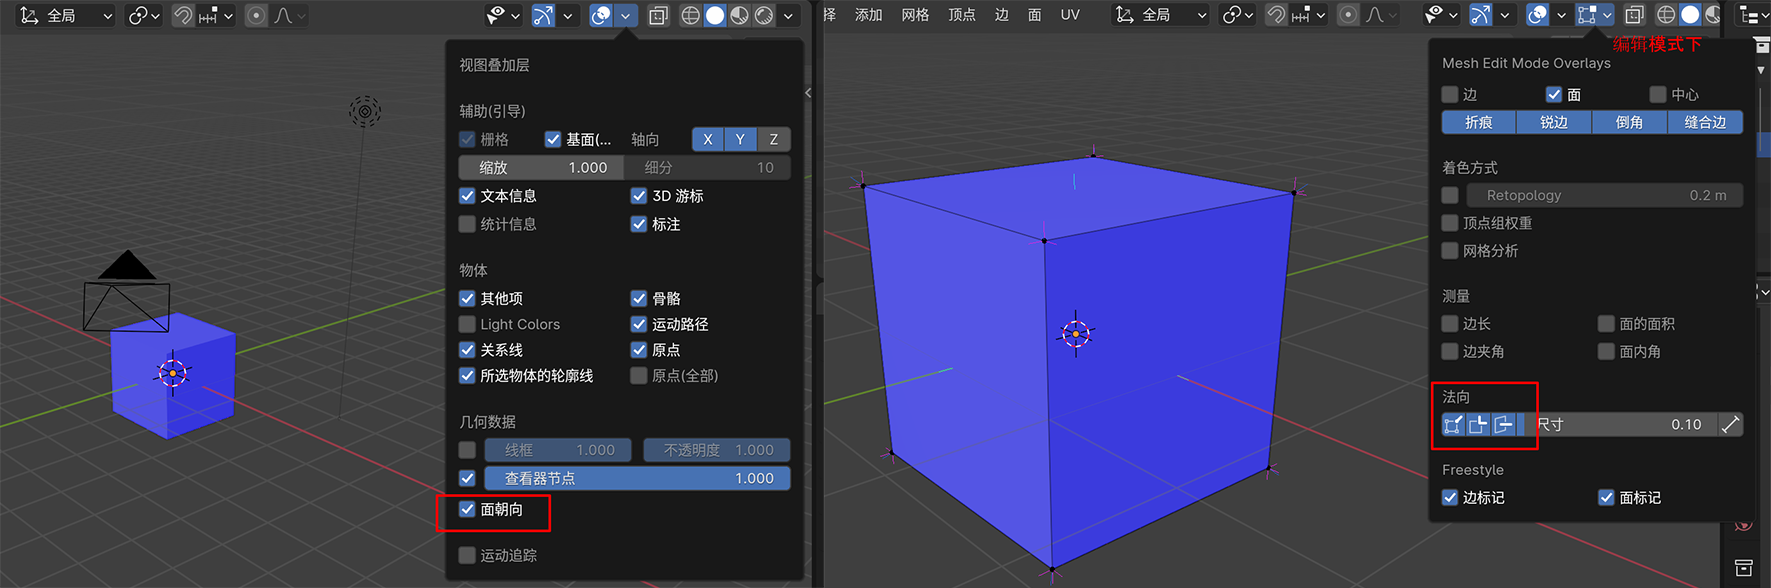 全局
视图叠加层
辅助(引导)
栅格 基面(... 轴向 X Y Z
缩放 1.000 细分 10
文本信息 3D 游标
统计信息 标注
物体
其他项 骨骼
Light Colors 运动路径
关系线 原点
所选物体的轮廓线 原点(全部)
几何数据
线框 1.000 不透明度 1.000
查看器节点 1.000
面朝向
运动追踪
择 添加 网格 顶点 边 面 UV 全局
编辑模式下
Mesh Edit Mode Overlays
边 面 中心
折痕 锐边 倒角 缝合边
着色方式
Retopology 0.2 m
顶点组权重
网格分析
测量
边长 面的面积
边夹角 面内角
法向
尺寸 0.10
Freestyle
边标记 面标记